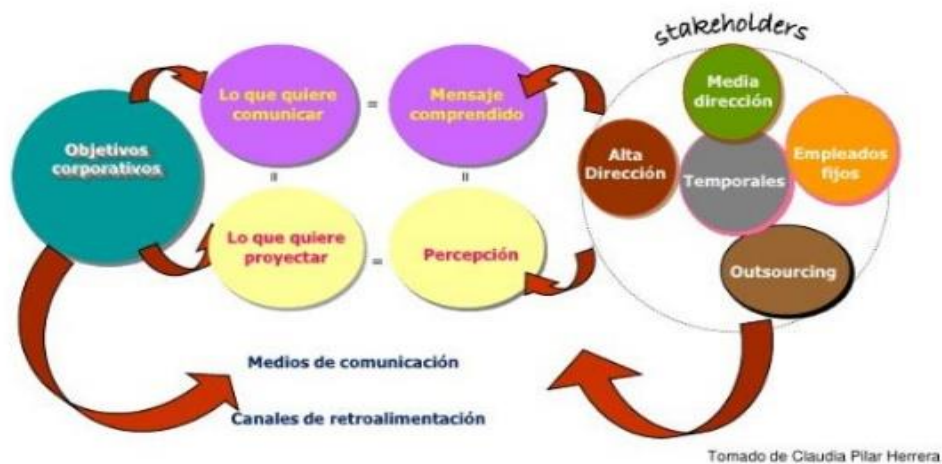 stakeholders
Lo que quiere
comunicar
=
Mensaje
comprendido
Media
dirección
Objetivos
corporativos
Alta
Dirección
Temporales
Empleados
fijos
=
=
Lo que quiere
proyectar
=
Percepción
Outsourcing
Medios de comunicación
Canales de retroalimentación
Tomado de Claudia Pilar Herrera